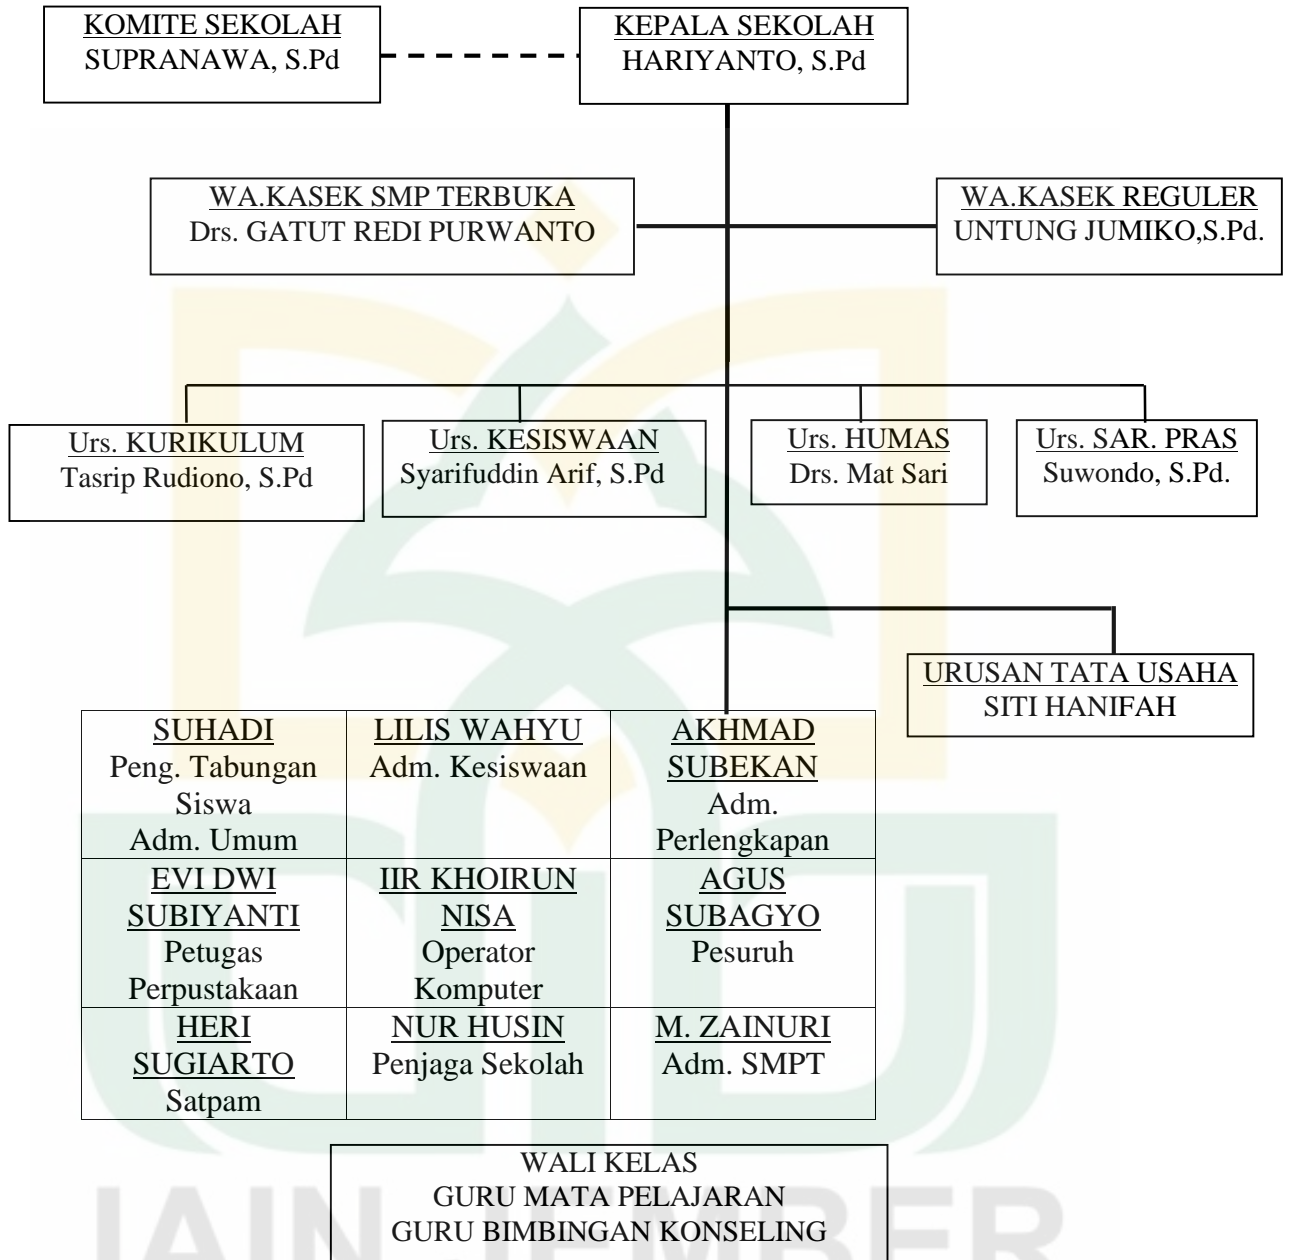 KOMITE SEKOLAH
SUPRANAWA, S.Pd
KEPALA SEKOLAH
HARIYANTO, S.Pd
WA.KASEK SMP TERBUKA
Drs. GATUT REDI PURWANTO
WA.KASEK REGULER
UNTUNG JUMIKO,S.Pd.
Urs. KURIKULUM
Tasrip Rudiono, S.Pd
Urs. KESISWAAN
Syarifuddin Arif, S.Pd
Urs. HUMAS
Drs. Mat Sari
Urs. SAR. PRAS
Suwondo, S.Pd.
URUSAN TATA USAHA
SITI HANIFAH
SUHADI
Peng. Tabungan
Siswa
Adm. Umum
LILIS WAHYU
Adm. Kesiswaan
AKHMAD
SUBEKAN
Adm.
Perlengkapan
EVI DWI
SUBIYANTI
Petugas
Perpustakaan
IIR KHOIRUN
NISA
Operator
Komputer
AGUS
SUBAGYO
Pesuruh
HERI
SUGIARTO
Satpam
NUR HUSIN
Penjaga Sekolah
M. ZAINURI
Adm. SMPT
WALI KELAS
GURU MATA PELAJARAN
GURU BIMBINGAN KONSELING
IAIN JEMBER